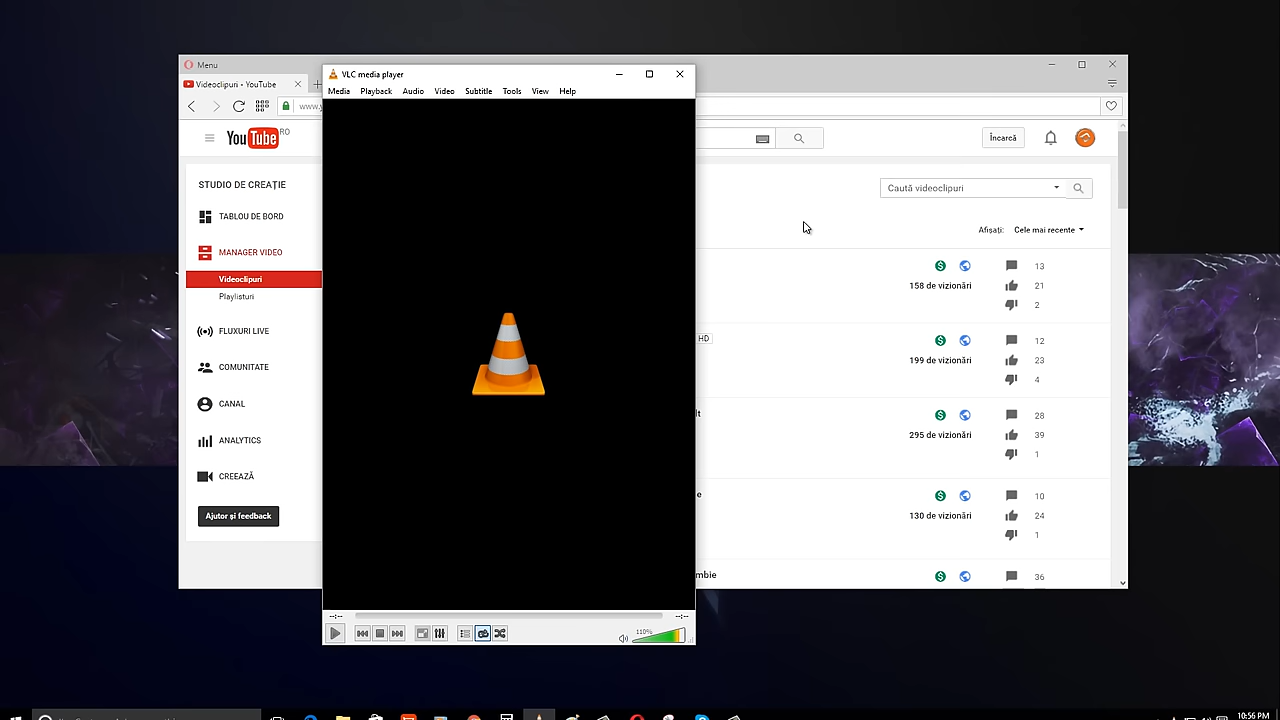 Menu
VLC media player
Videoclipuri - YouTube
Media Playback Audio Video Subtitle Tools View Help
www.
YouTube RO
Încarcă
STUDIO DE CREAȚIE
Caută videoclipuri
TABLOU DE BORD
Afișați: Cele mai recente
MANAGER VIDEO
Videoclipuri
Playlisturi
13
158 de vizionări
21
2
FLUXURI LIVE
HD
12
199 de vizionări
23
4
COMUNITATE
CANAL
lt
28
295 de vizionări
39
1
ANALYTICS
CREEAZĂ
e
10
130 de vizionări
24
1
Ajutor și feedback
mbie
36
--:-- --:--
110%
10:56 PM